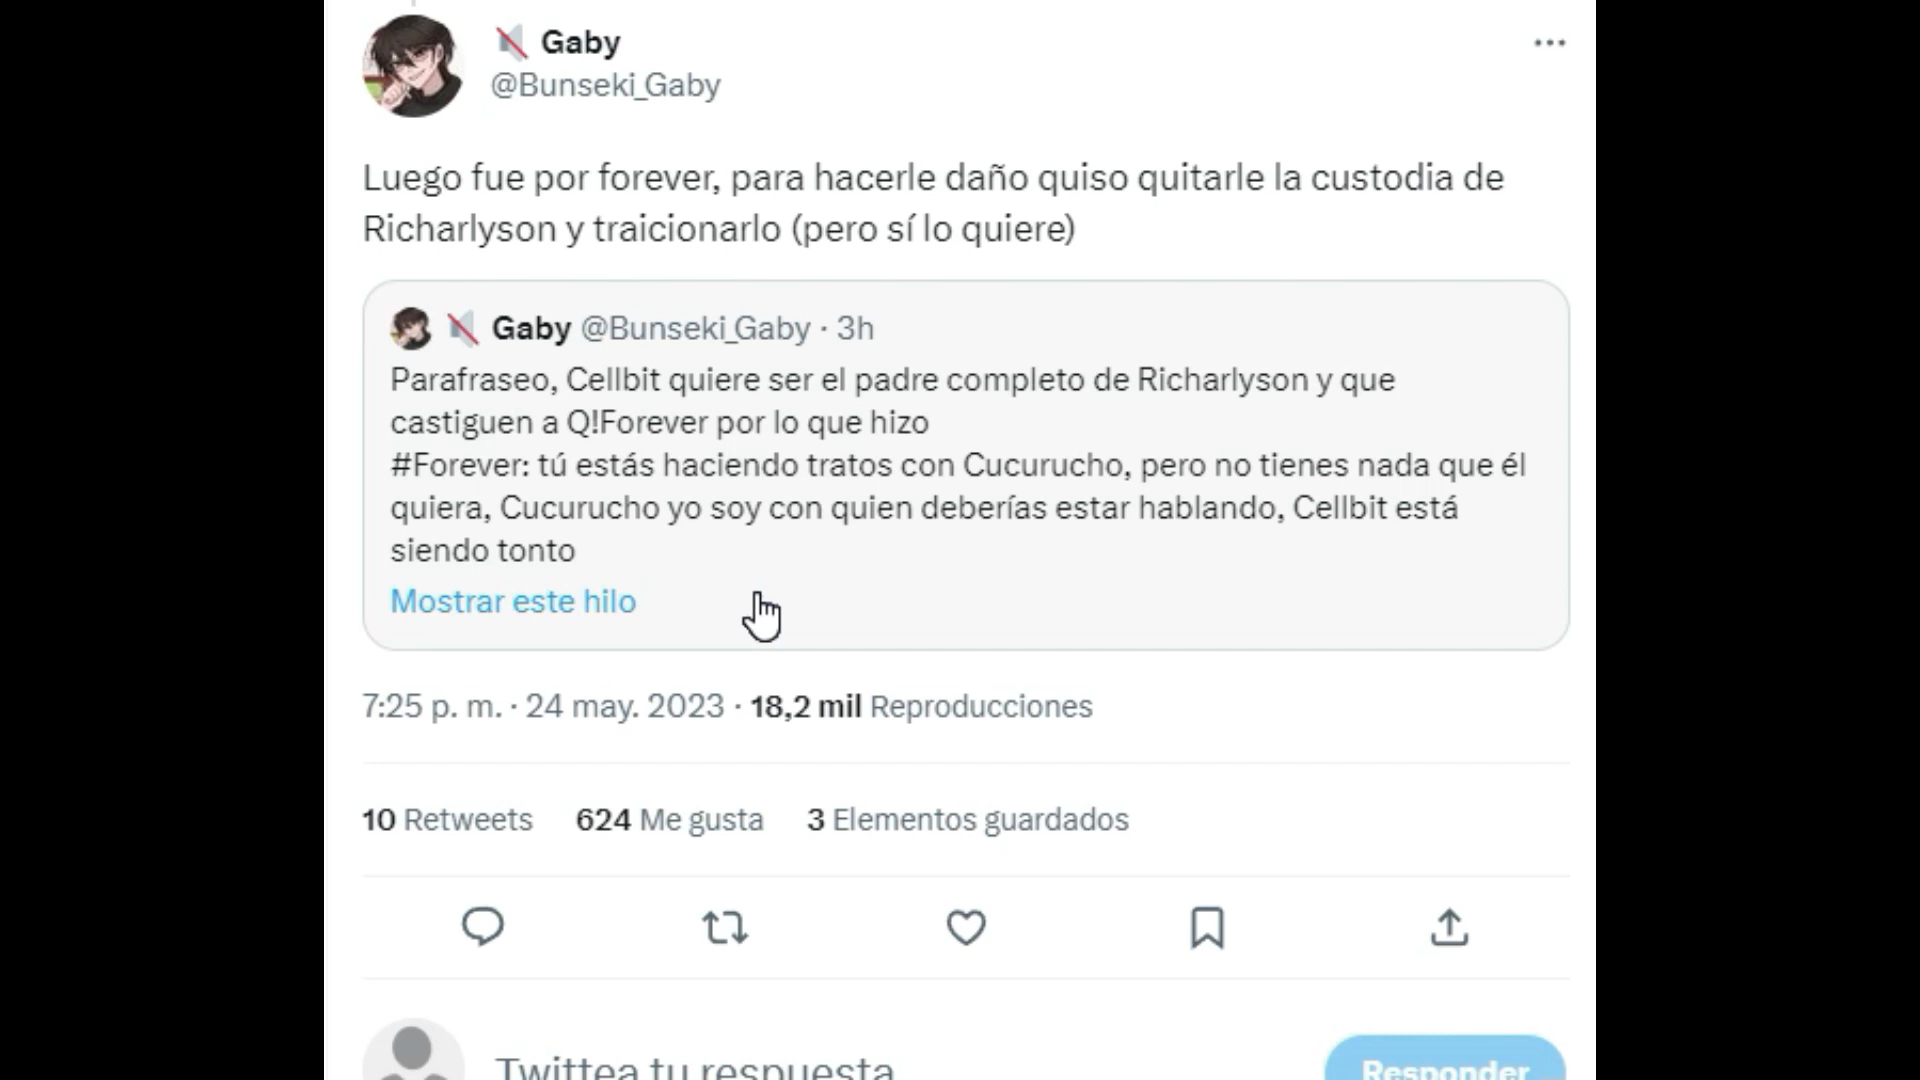 Gaby
@Bunseki_Gaby
Luego fue por forever, para hacerle daño quiso quitarle la custodia de
Richarlyson y traicionarlo (pero sí lo quiere)
Gaby @Bunseki_Gaby · 3h
Parafraseo, Cellbit quiere ser el padre completo de Richarlyson y que
castiguen a Q!Forever por lo que hizo
#Forever: tú estás haciendo tratos con Cucurucho, pero no tienes nada que él
quiera, Cucurucho yo soy con quien deberías estar hablando, Cellbit está
siendo tonto
Mostrar este hilo
7:25 p. m. · 24 may. 2023 · 18,2 mil Reproducciones
10 Retweets 624 Me gusta 3 Elementos guardados
Twittea tu respuesta
Responder